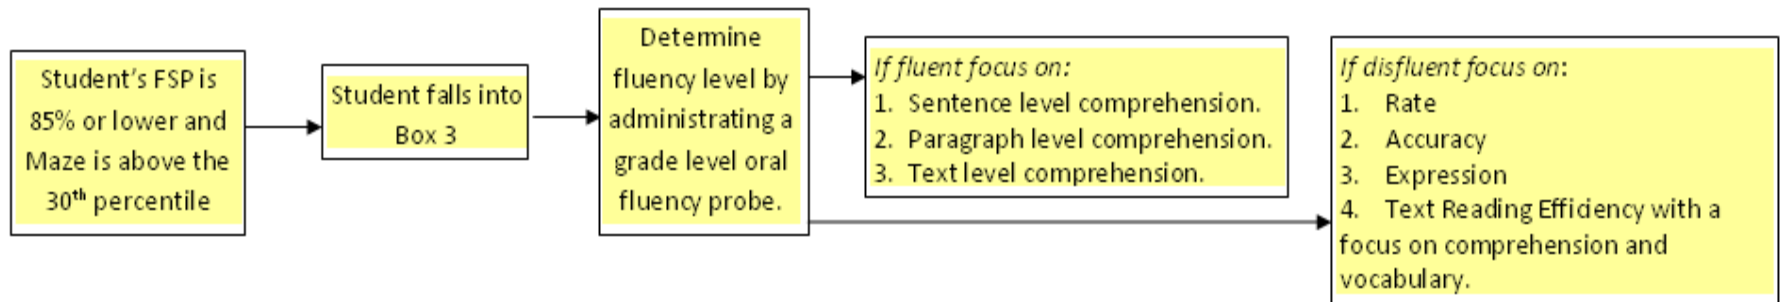 Student's FSP is
85% or lower and
Maze is above the
30th percentile
Student falls into
Box 3
Determine
fluency level by
administrating a
grade level oral
fluency probe.
If fluent focus on:
1. Sentence level comprehension.
2. Paragraph level comprehension.
3. Text level comprehension.
If disfluent focus on:
1. Rate
2. Accuracy
3. Expression
4. Text Reading Efficiency with a
focus on comprehension and
vocabulary.